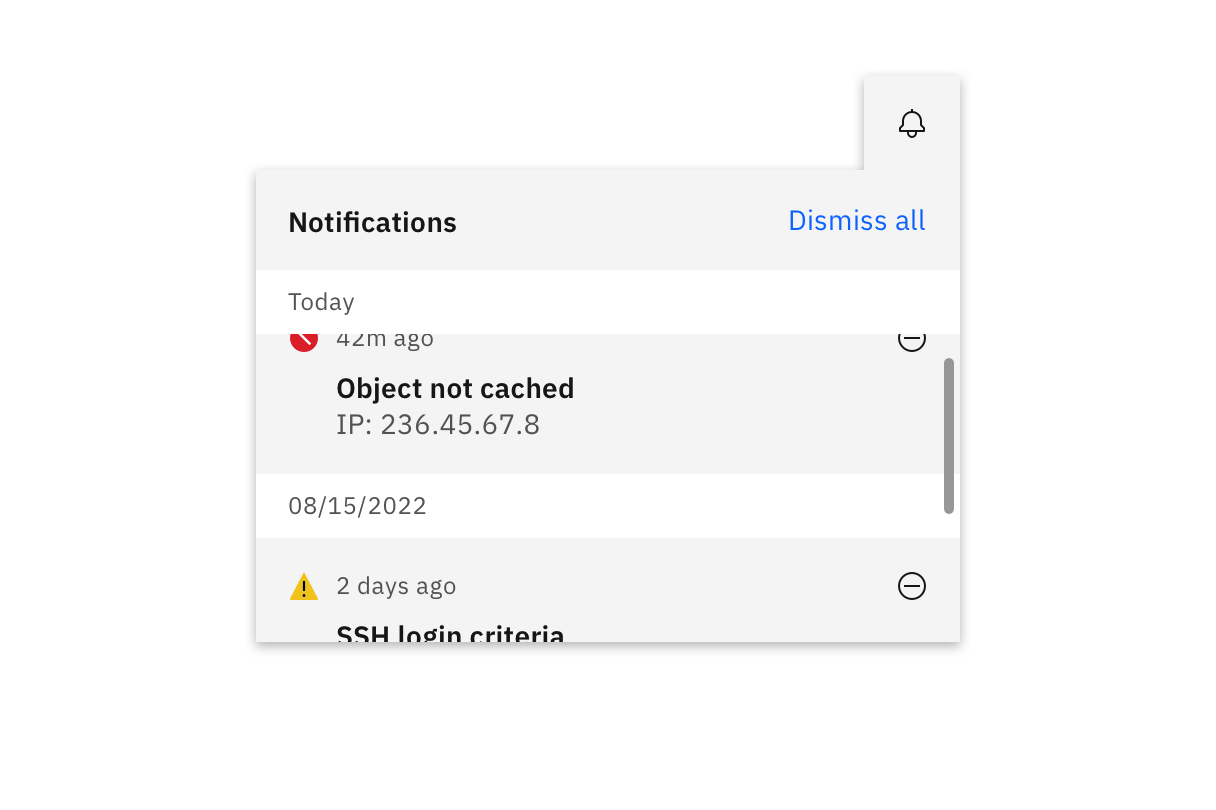 Notifications
Dismiss all
Today
42m ago
Object not cached
IP: 236.45.67.8
08/15/2022
2 days ago
SSH login criteria